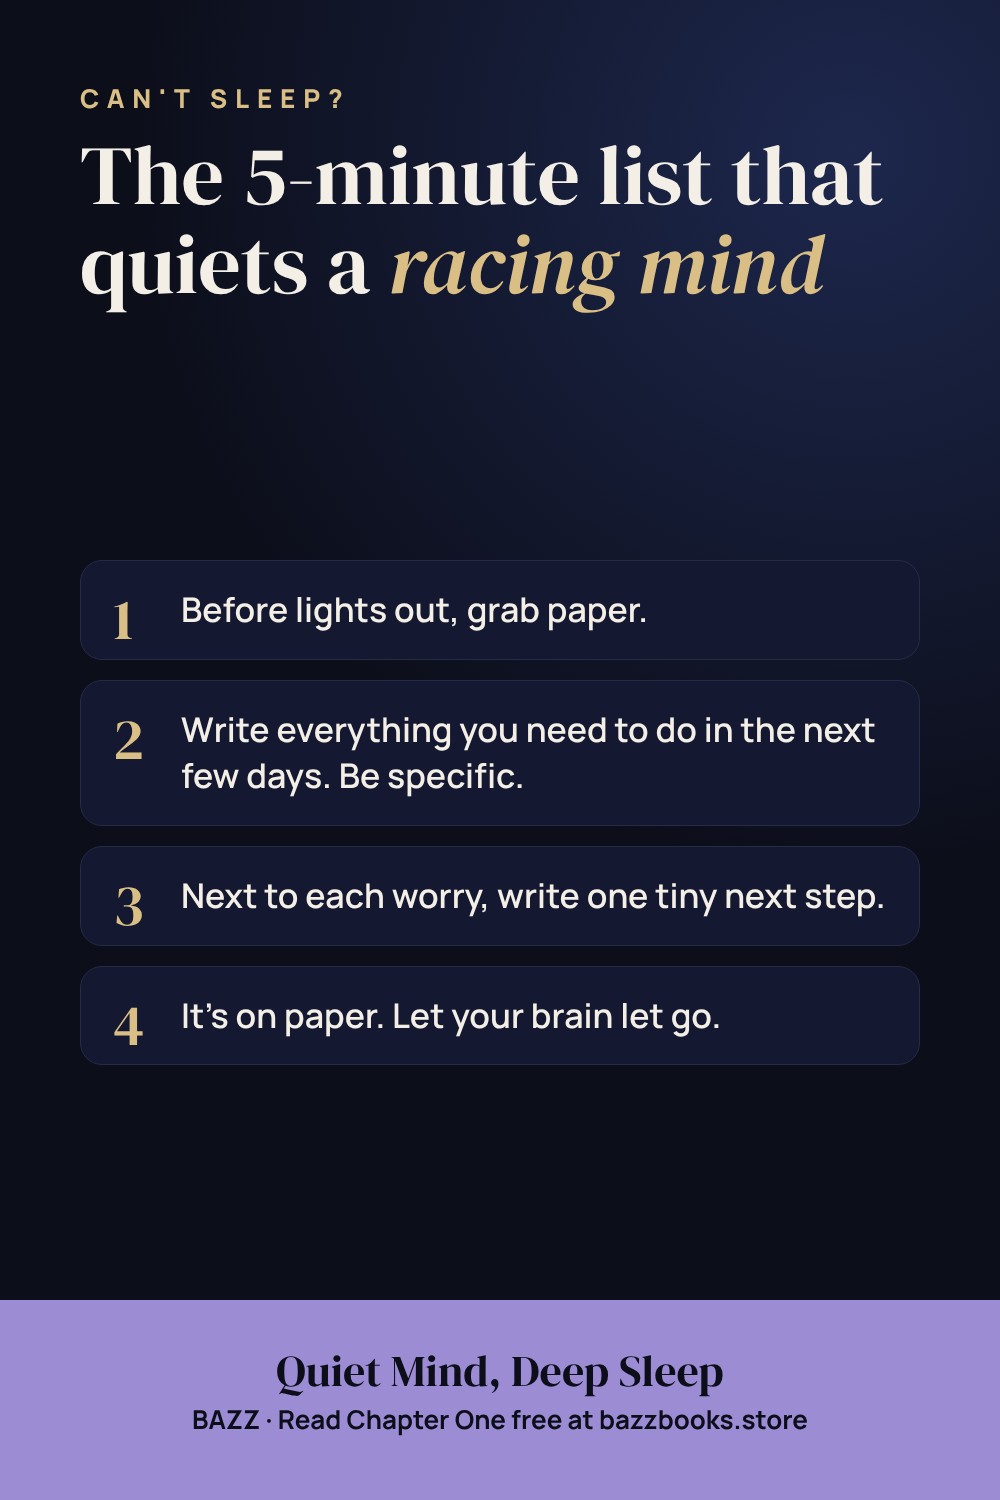 CAN'T SLEEP?
The 5-minute list that
quiets a racing mind
1 Before lights out, grab paper.
2 Write everything you need to do in the next
few days. Be specific.
3 Next to each worry, write one tiny next step.
4 It’s on paper. Let your brain let go.
Quiet Mind, Deep Sleep
BAZZ · Read Chapter One free at bazzbooks.store